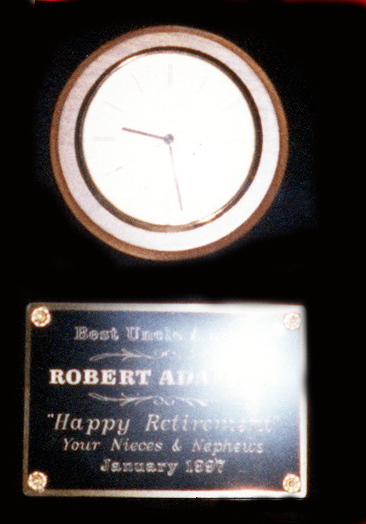 Best Uncle
ROBERT
"Happy Retirement"
Your Nieces & Nephews
January 1997